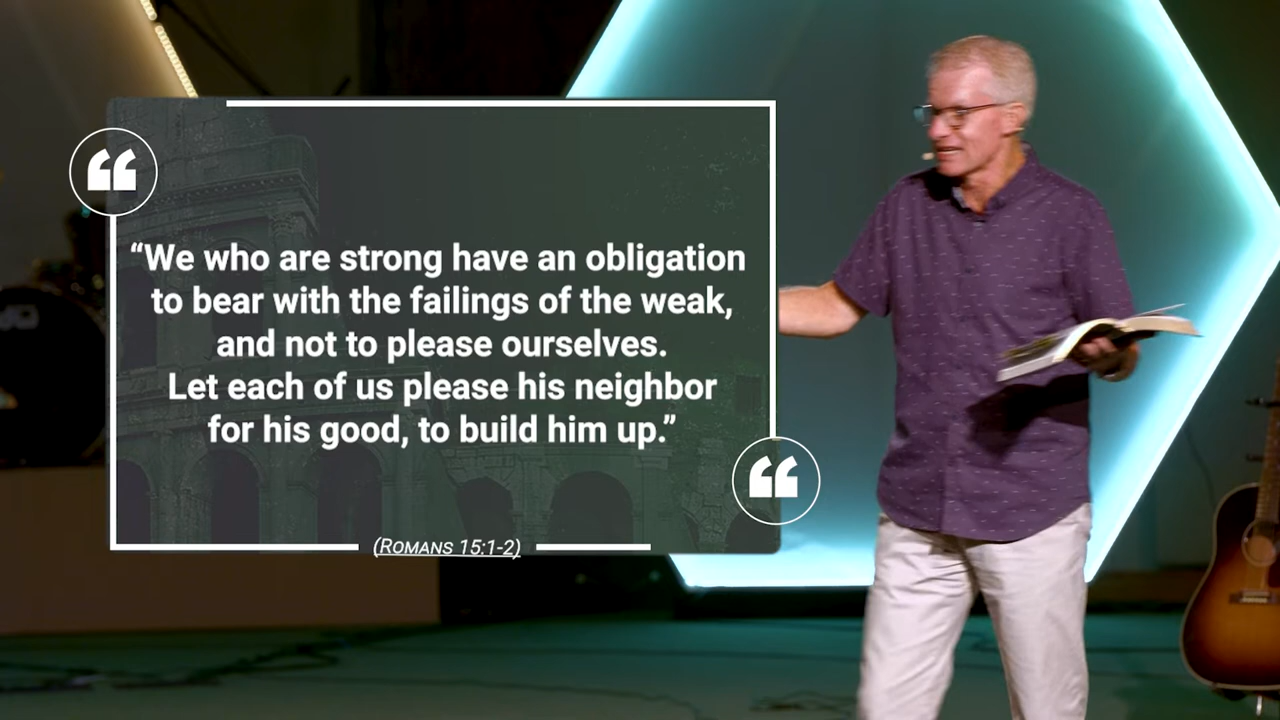 “We who are strong have an obligation
to bear with the failings of the weak,
and not to please ourselves.
Let each of us please his neighbor
for his good, to build him up.”
(Romans 15:1-2)